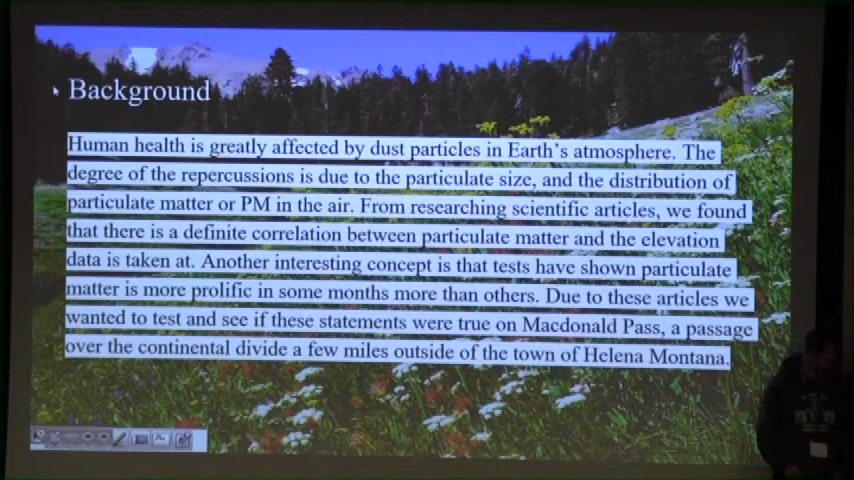 Background
Human health is greatly affected by dust particles in Earth's atmosphere. The
degree of the repercussions is due to the particulate size, and the distribution of
particulate matter or PM in the air. From researching scientific articles, we found
that there is a definite correlation between particulate matter and the elevation
data is taken at. Another interesting concept is that tests have shown particulate
matter is more prolific in some months more than others. Due to these articles we
wanted to test and see if these statements were true on Macdonald Pass, a passage
over the continental divide a few miles outside of the town of Helena Montana.